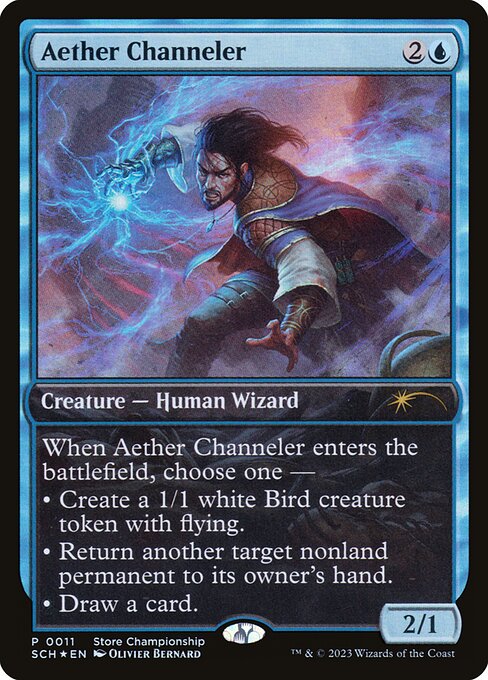 Aether Channeler 2
Creature — Human Wizard
When Aether Channeler enters the
battlefield, choose one —
• Create a 1/1 white Bird creature
token with flying.
• Return another target nonland
permanent to its owner's hand.
• Draw a card.
2/1
P 0011 Store Championship
SCH★EN Olivier Bernard ™ & © 2023 Wizards of the Coast